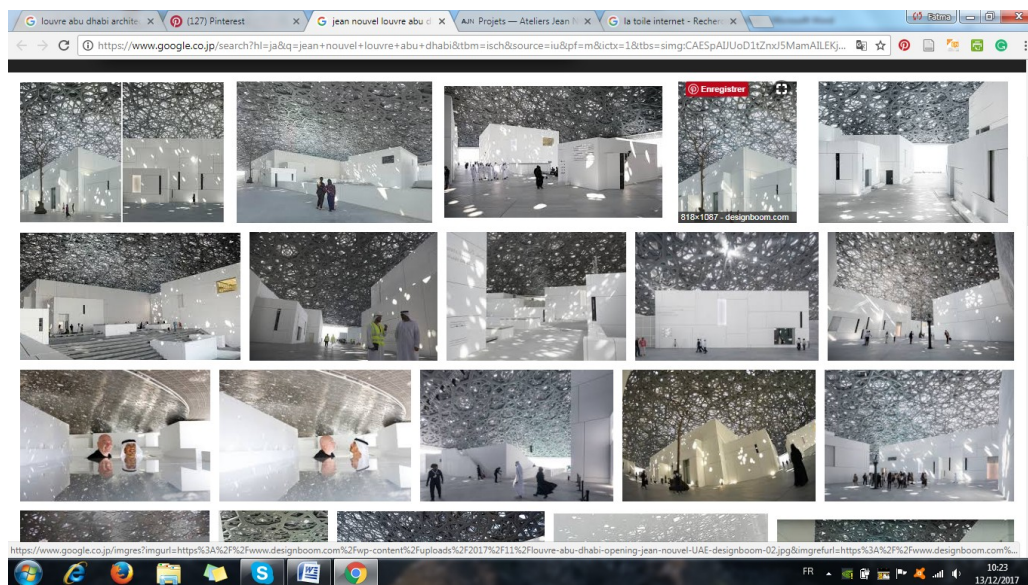 louvre abu dhabi archite
(127) Pinterest
jean nouvel louvre abu d
AJN Projets — Ateliers Jean N
G la toile internet - Recherc
Microsoft Word
Fatma
https://www.google.co.jp/search?hl=ja&q=jean+nouvel+louvre+abu+dhabi&tbm=isch&source=iu&pf=m&ictx=1&tbs=simg:CAESpAIJUoD1tZnxJ5MamAILEKj...
Enregistrer
818×1087 - designboom.com
https://www.google.co.jp/imgres?imgurl=https%3A%2F%2Fwww.designboom.com%2Fwp-content%2Fuploads%2F2017%2F11%2Flouvre-abu-dhabi-opening-jean-nouvel-UAE-designboom-02.jpg&imgrefurl=https%3A%2F%2Fwww.designboom.com%...
FR
10:23
13/12/2017